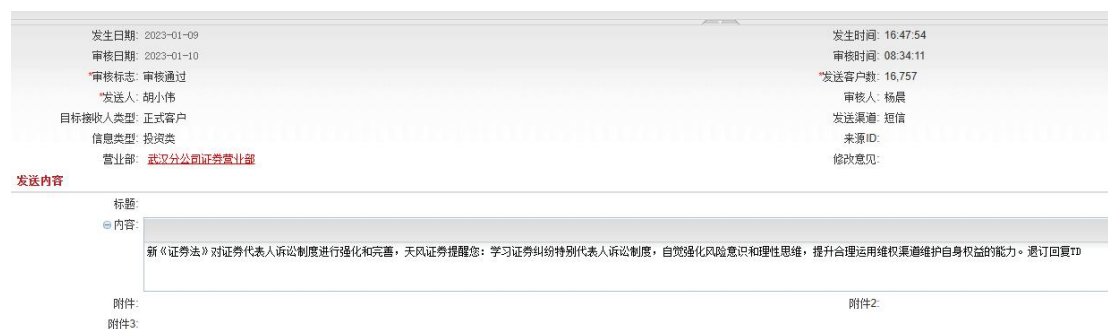 发生日期: 2023-01-09 发生时间: 16:47:54
审核日期: 2023-01-10 审核时间: 08:34:11
*审核标志: 审核通过 *发送客户数: 16,757
*发送人: 胡小伟 审核人: 杨晨
目标接收人类型: 正式客户 发送渠道: 短信
信息类型: 投资类 来源ID:
营业部: 武汉分公司证券营业部 修改意见:
发送内容
标题:
内容:
新《证券法》对证券代表人诉讼制度进行强化和完善，天风证券提醒您：学习证券纠纷特别代表人诉讼制度，自觉强化风险意识和理性思维，提升合理运用维权渠道维护自身权益的能力。退订回复TD
附件: 附件2:
附件3: